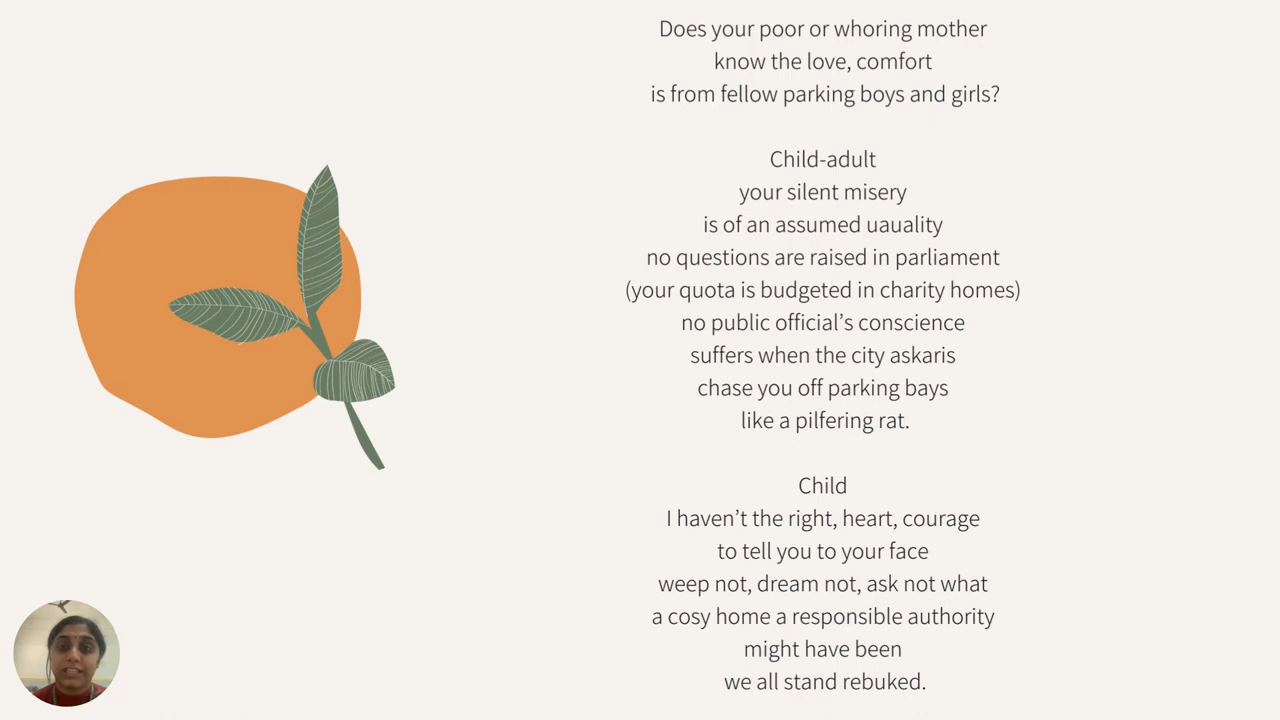 Does your poor or whoring mother
know the love, comfort
is from fellow parking boys and girls?
Child-adult
your silent misery
is of an assumed uauality
no questions are raised in parliament
(your quota is budgeted in charity homes)
no public official’s conscience
suffers when the city askaris
chase you off parking bays
like a pilfering rat.
Child
I haven’t the right, heart, courage
to tell you to your face
weep not, dream not, ask not what
a cosy home a responsible authority
might have been
we all stand rebuked.